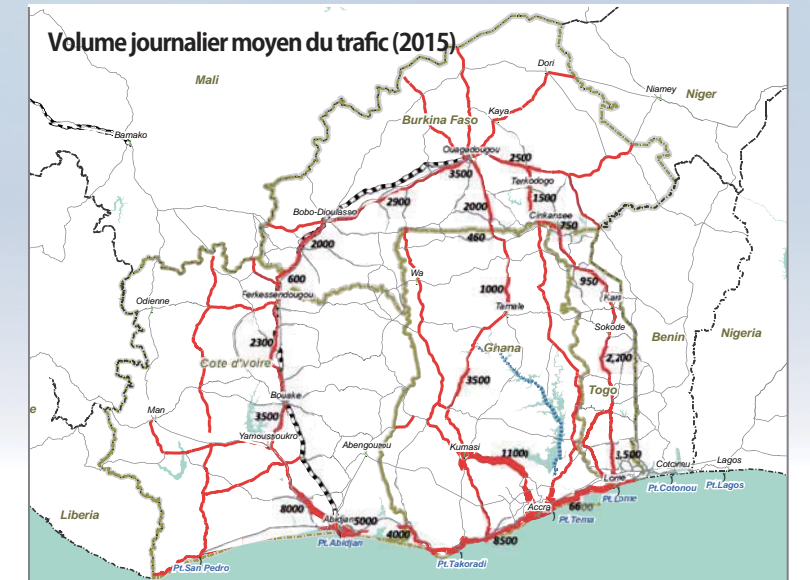 Volume journalier moyen du trafic (2015)
Mali
Dori
Niamey
Niger
Kaya
Burkina Faso
Bamako
Ouagadougou
2500
3500
Terkodogo
1500
2900
Bobo-Dioulasso
2000
Cinkansee
750
2000
460
Wa
950
600
1000
Kara
Ferkessendougou
Odienne
Tamale
Sokode
2300
Benin
Nigeria
Ghana
2,200
Cote d'Ivoire
3500
Togo
Bouake
Man
3500
Yamoussoukro
Abengourou
Kumasi
1100
1,500
Cotonou
Lagos
Lome
Pt.Cotonou
Pt.Lagos
8000
Accra
Pt.Lome
Liberia
Abidjan
5000
Pt.Tema
4000
8500
Pt.Abidjan
Pt.Takoradi
Pt.San Pedro
e